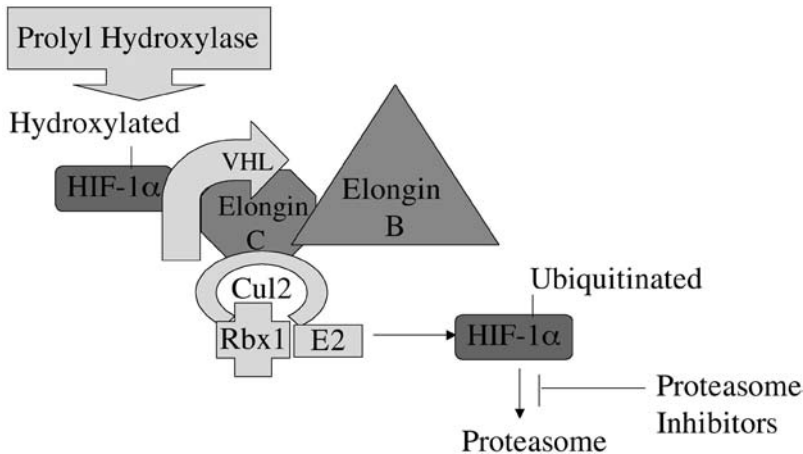 Prolyl Hydroxylase
Hydroxylated
HIF-1α
VHL
Elongin
C
Elongin
B
Cul2
Rbx1
E2
Ubiquitinated
HIF-1α
Proteasome
Inhibitors
Proteasome